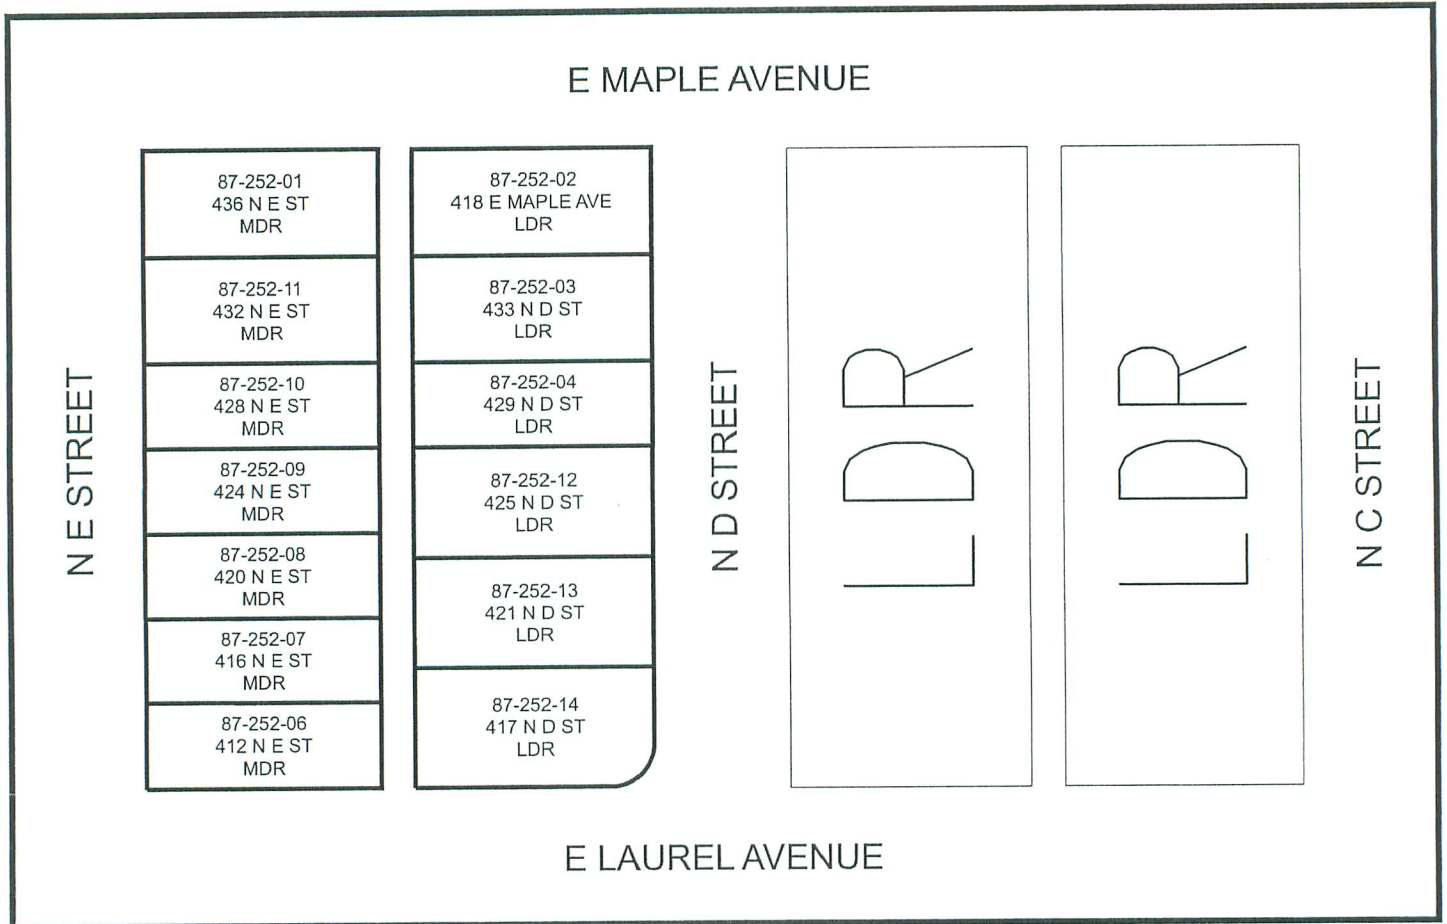 E MAPLE AVENUE
N E STREET
87-252-01
436 N E ST
MDR
87-252-11
432 N E ST
MDR
87-252-10
428 N E ST
MDR
87-252-09
424 N E ST
MDR
87-252-08
420 N E ST
MDR
87-252-07
416 N E ST
MDR
87-252-06
412 N E ST
MDR
87-252-02
418 E MAPLE AVE
LDR
87-252-03
433 N D ST
LDR
87-252-04
429 N D ST
LDR
87-252-12
425 N D ST
LDR
87-252-13
421 N D ST
LDR
87-252-14
417 N D ST
LDR
N D STREET
LDR
LDR
N C STREET
E LAUREL AVENUE